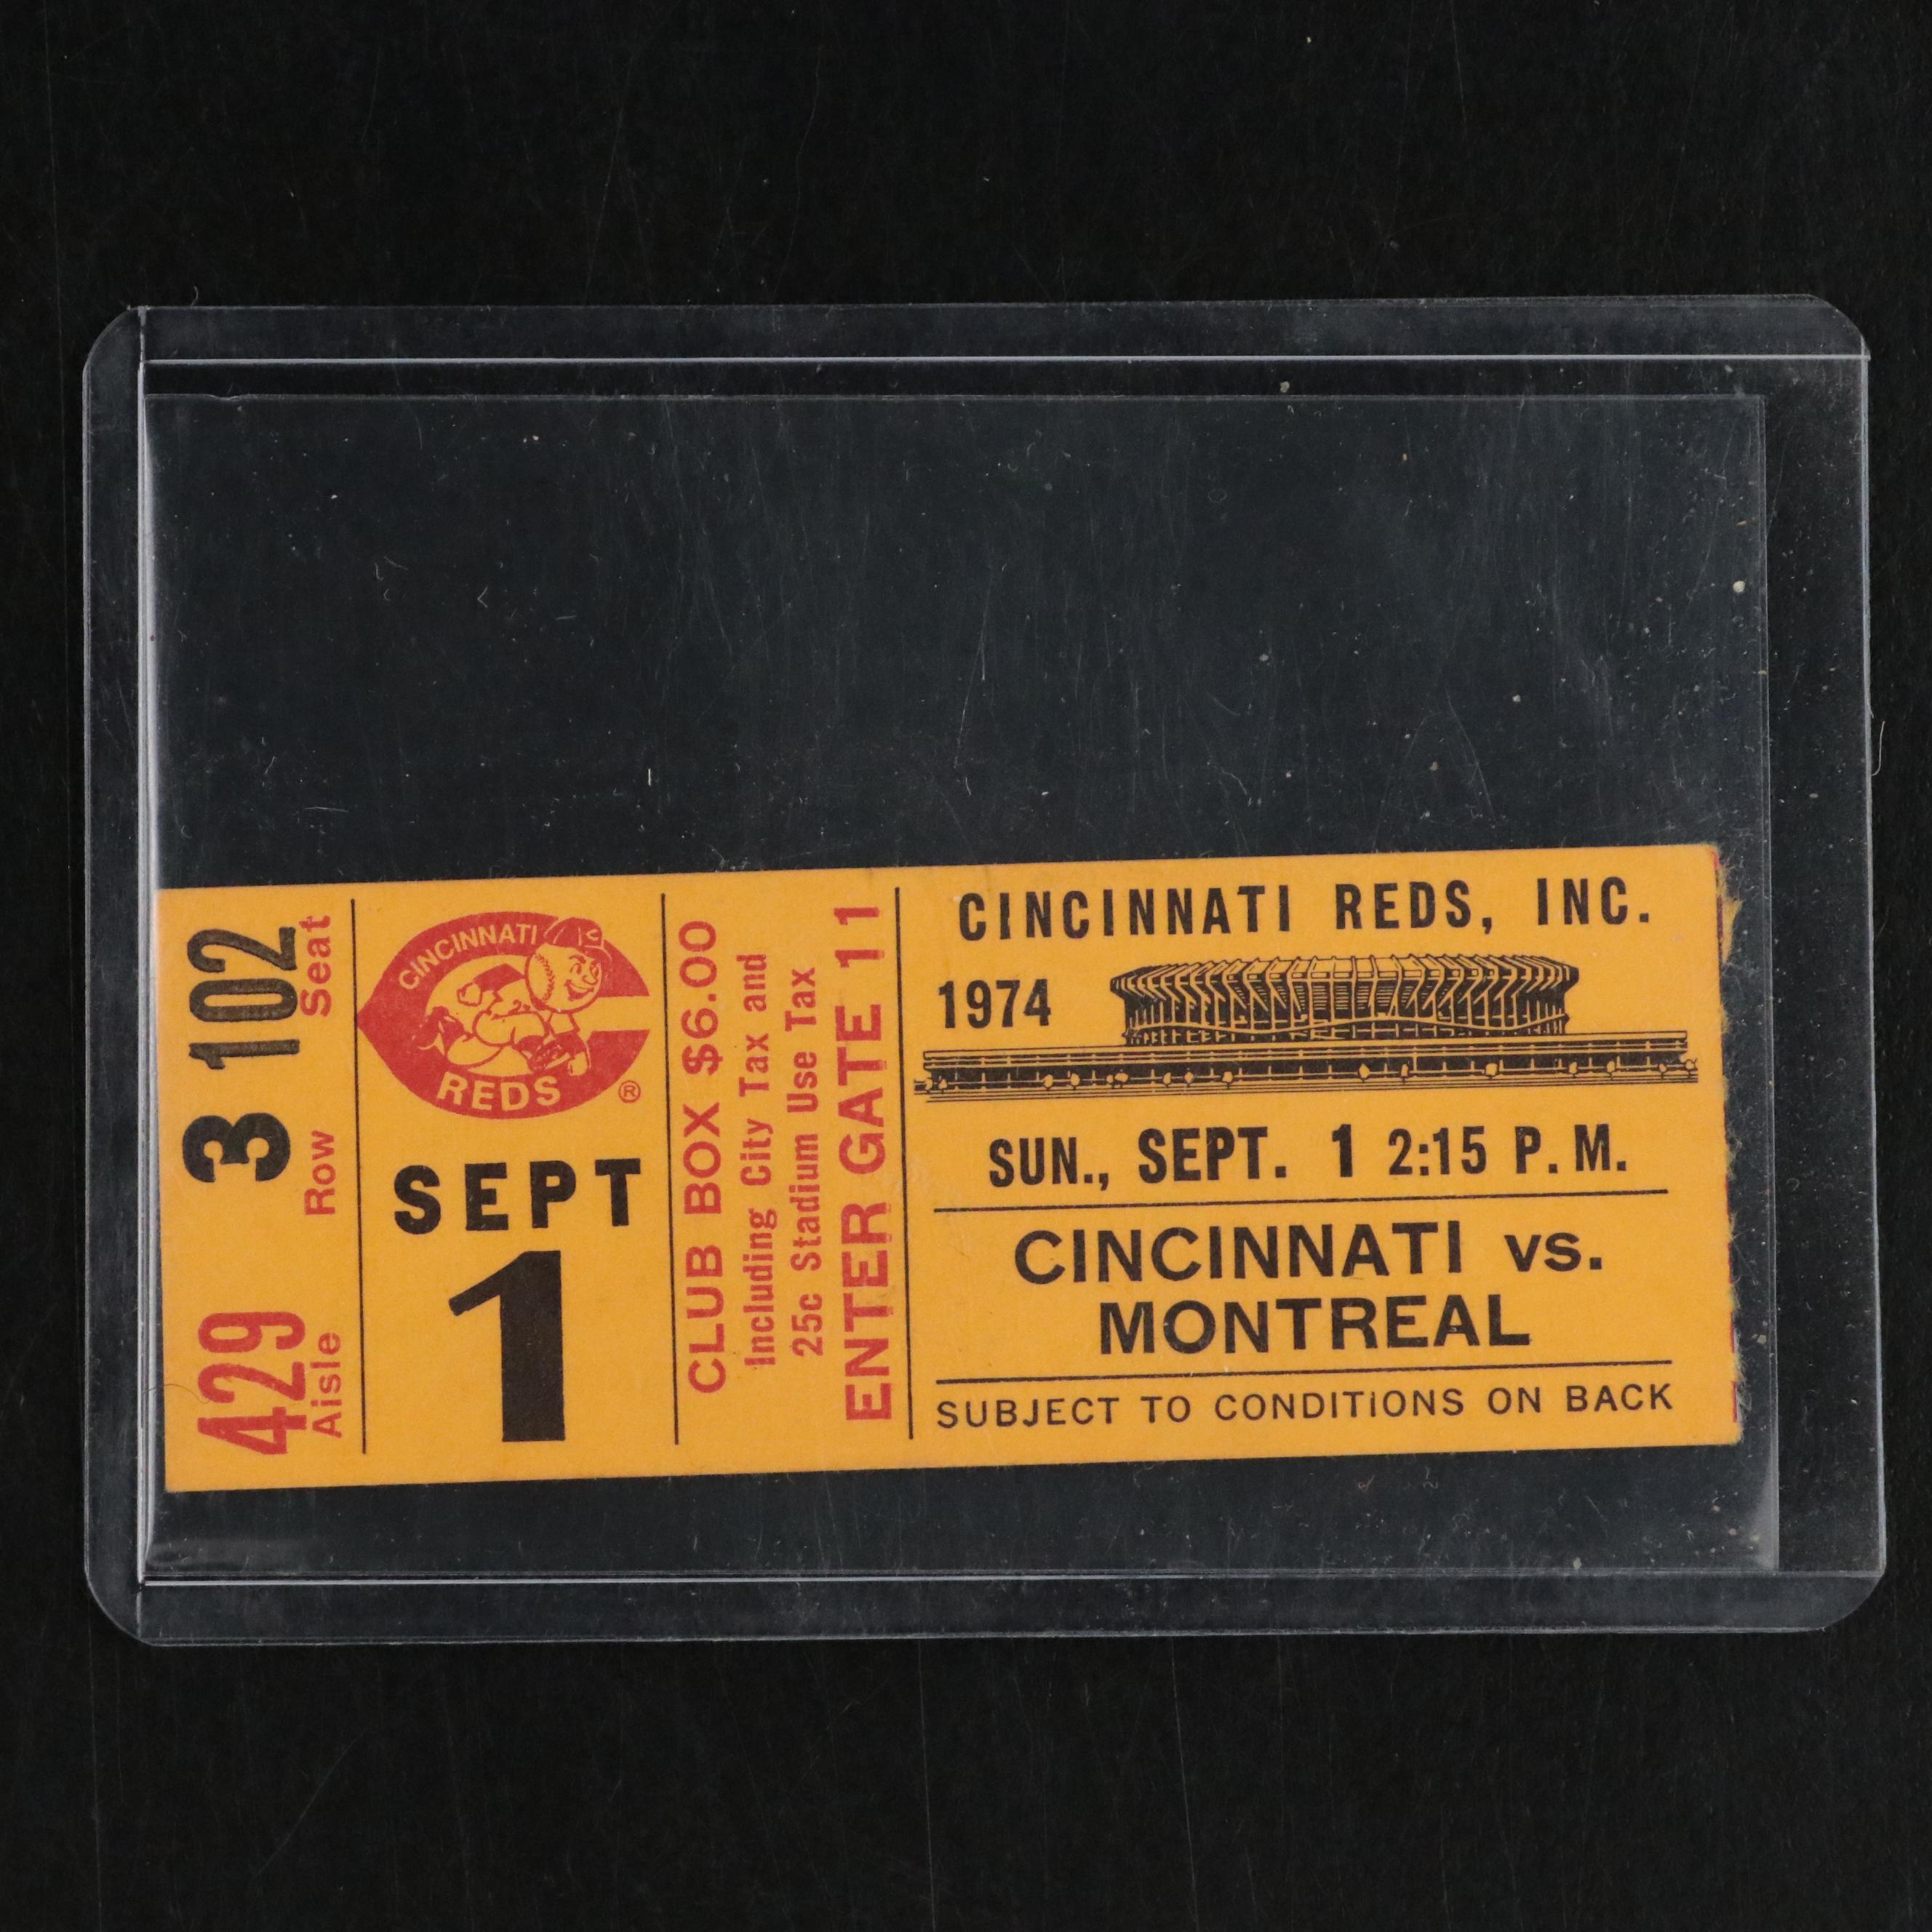 429 Aisle
3 Row
102 Seat
CINCINNATI
REDS
®
SEPT
1
CLUB BOX $6.00
Including City Tax and
25c Stadium Use Tax
ENTER GATE 11
CINCINNATI REDS, INC.
1974
SUN., SEPT. 1 2:15 P.M.
CINCINNATI vs.
MONTREAL
SUBJECT TO CONDITIONS ON BACK